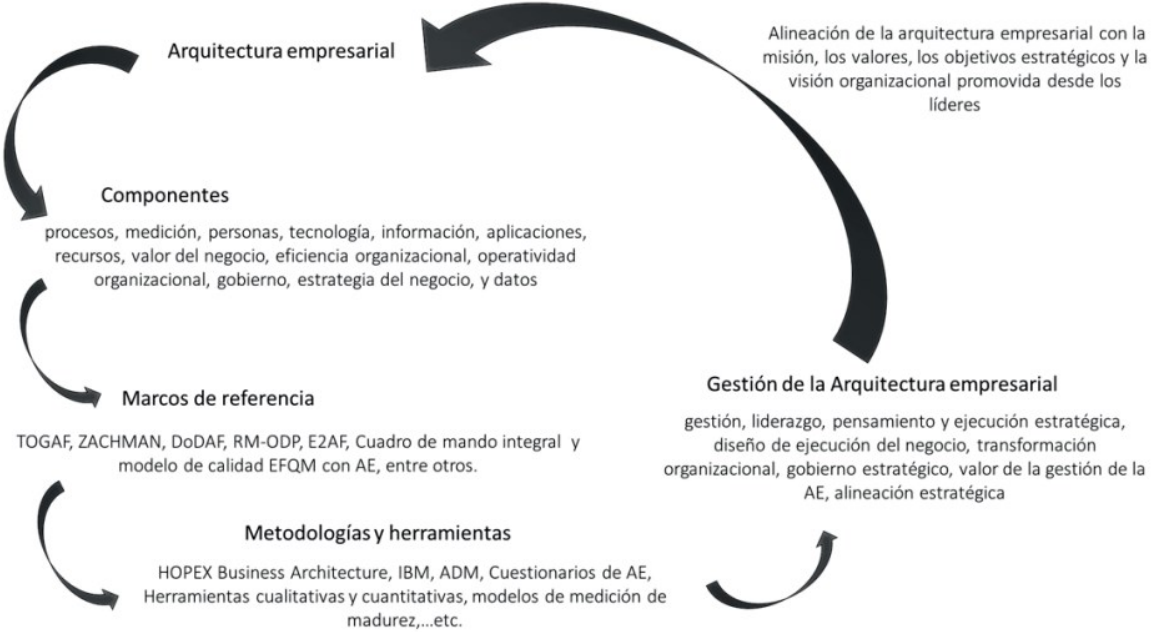 Arquitectura empresarial
Alineación de la arquitectura empresarial con la
misión, los valores, los objetivos estratégicos y la
visión organizacional promovida desde los
líderes
Componentes
procesos, medición, personas, tecnología, información, aplicaciones,
recursos, valor del negocio, eficiencia organizacional, operatividad
organizacional, gobierno, estrategia del negocio, y datos
Marcos de referencia
TOGAF, ZACHMAN, DoDAF, RM-ODP, E2AF, Cuadro de mando integral y
modelo de calidad EFQM con AE, entre otros.
Metodologías y herramientas
HOPEX Business Architecture, IBM, ADM, Cuestionarios de AE,
Herramientas cualitativas y cuantitativas, modelos de medición de
madurez,...etc.
Gestión de la Arquitectura empresarial
gestión, liderazgo, pensamiento y ejecución estratégica,
diseño de ejecución del negocio, transformación
organizacional, gobierno estratégico, valor de la gestión de la
AE, alineación estratégica